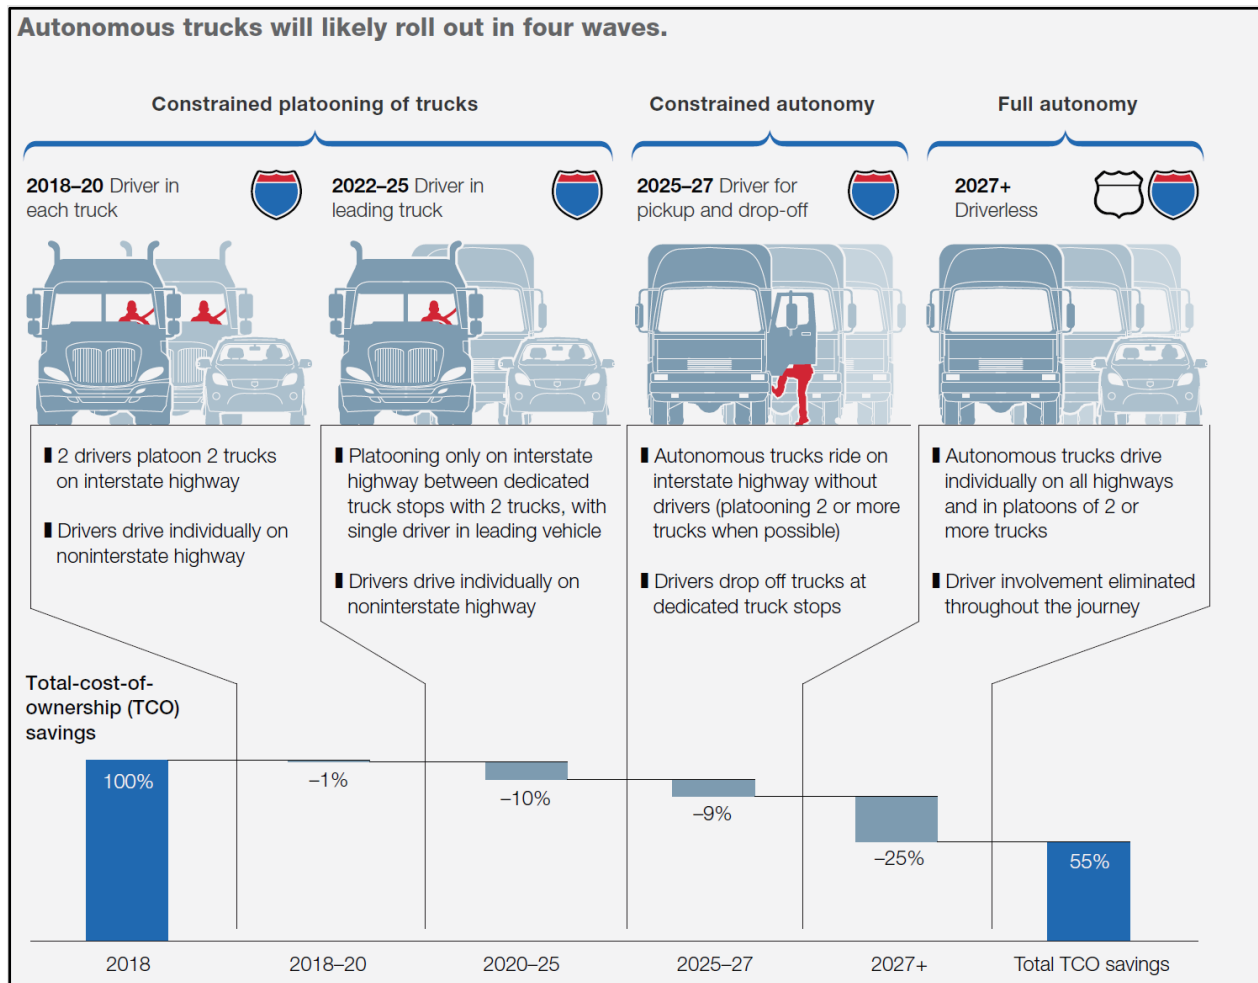 Autonomous trucks will likely roll out in four waves.
Constrained platooning of trucks
Constrained autonomy
Full autonomy
2018–20 Driver in
each truck
2022–25 Driver in
leading truck
2025–27 Driver for
pickup and drop-off
2027+
Driverless
2 drivers platoon 2 trucks
on interstate highway
Drivers drive individually on
noninterstate highway
Platooning only on interstate
highway between dedicated
truck stops with 2 trucks, with
single driver in leading vehicle
Drivers drive individually on
noninterstate highway
Autonomous trucks ride on
interstate highway without
drivers (platooning 2 or more
trucks when possible)
Drivers drop off trucks at
dedicated truck stops
Autonomous trucks drive
individually on all highways
and in platoons of 2 or
more trucks
Driver involvement eliminated
throughout the journey
Total-cost-of-
ownership (TCO)
savings
100%
–1%
–10%
–9%
–25%
55%
2018
2018–20
2020–25
2025–27
2027+
Total TCO savings